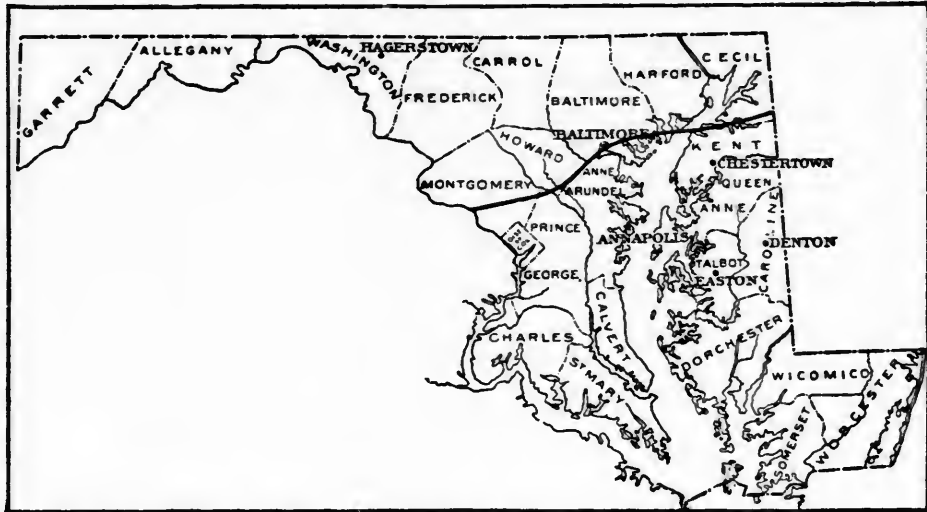 GARRETT
ALLEGANY
WASHINGTON
HAGERSTOWN
FREDERICK
CARROL
BALTIMORE
HARFORD
CECIL
BALTIMORE
HOWARD
MONTGOMERY
ANNE
ARUNDEL
KENT
CHESTERTOWN
QUEEN
ANNE
PRINCE
GEORGE
ANNAPOLIS
CAROLINE
DENTON
TALBOT
EASTON
CALVERT
CHARLES
ST MARY
DORCHESTER
WICOMICO
SOMERSET
WORCESTER